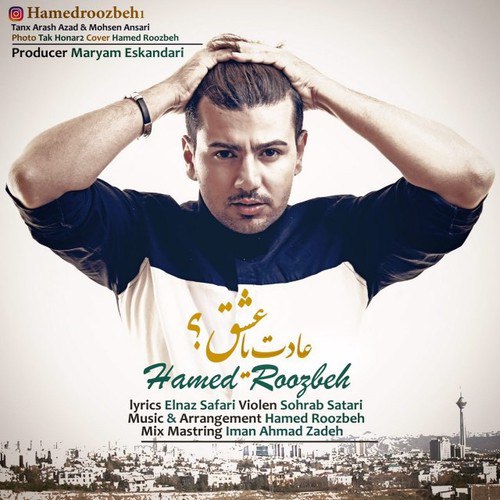 Hamedroozbeh1
Tanx Arash Azad & Mohsen Ansari
Photo Tak Honar2 Cover Hamed Roozbeh
Producer Maryam Eskandari
عادت یا عشق ؟
Hamed Roozbeh
lyrics Elnaz Safari Violen Sohrab Satari
Music & Arrangement Hamed Roozbeh
Mix Mastring Iman Ahmad Zadeh